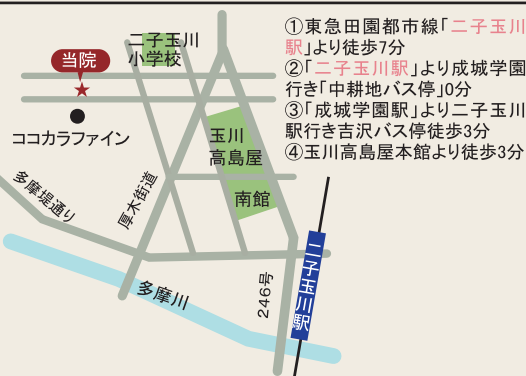 ①東急田園都市線「二子玉川
駅」より徒歩7分
②「二子玉川駅」より成城学園
行き「中耕地バス停」0分
③「成城学園駅」より二子玉川
駅行き吉沢バス停徒歩3分
④玉川高島屋本館より徒歩3分
二子玉川
小学校
当院
ココカラファイン
玉川
高島屋
南館
多摩堤通り
厚木街道
多摩川
246号
二子玉川駅